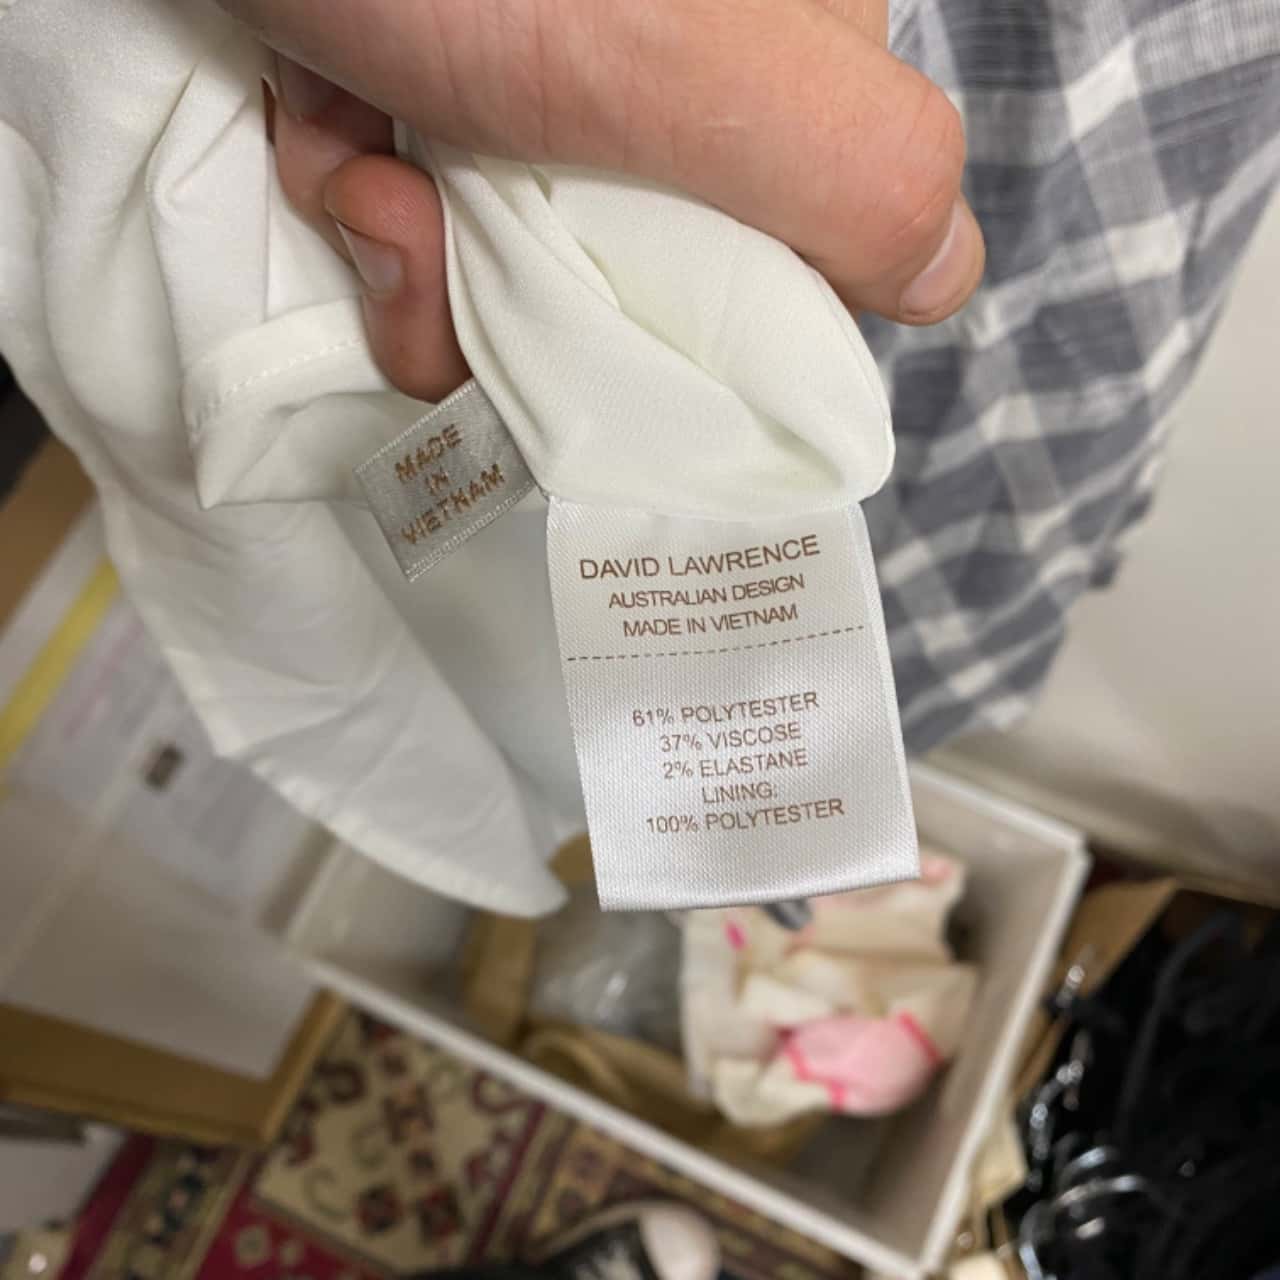 MADE
IN
VIETNAM
DAVID LAWRENCE
AUSTRALIAN DESIGN
MADE IN VIETNAM
61% POLYTESTER
37% VISCOSE
2% ELASTANE
LINING:
100% POLYTESTER